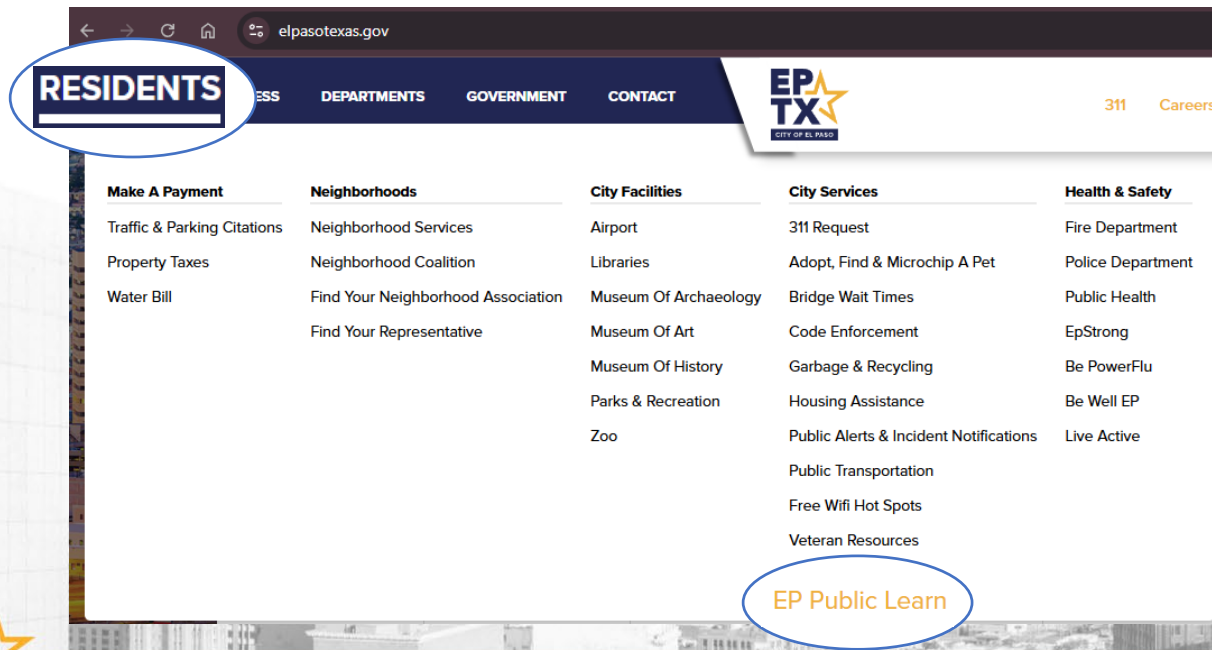 elpasotexas.gov
RESIDENTS
ESS DEPARTMENTS GOVERNMENT CONTACT
EP
TX
CITY OF EL PASO
311 Careers
Make A Payment
Traffic & Parking Citations
Property Taxes
Water Bill
Neighborhoods
Neighborhood Services
Neighborhood Coalition
Find Your Neighborhood Association
Find Your Representative
City Facilities
Airport
Libraries
Museum Of Archaeology
Museum Of Art
Museum Of History
Parks & Recreation
Zoo
City Services
311 Request
Adopt, Find & Microchip A Pet
Bridge Wait Times
Code Enforcement
Garbage & Recycling
Housing Assistance
Public Alerts & Incident Notifications
Public Transportation
Free Wifi Hot Spots
Veteran Resources
EP Public Learn
Health & Safety
Fire Department
Police Department
Public Health
EpStrong
Be PowerFlu
Be Well EP
Live Active